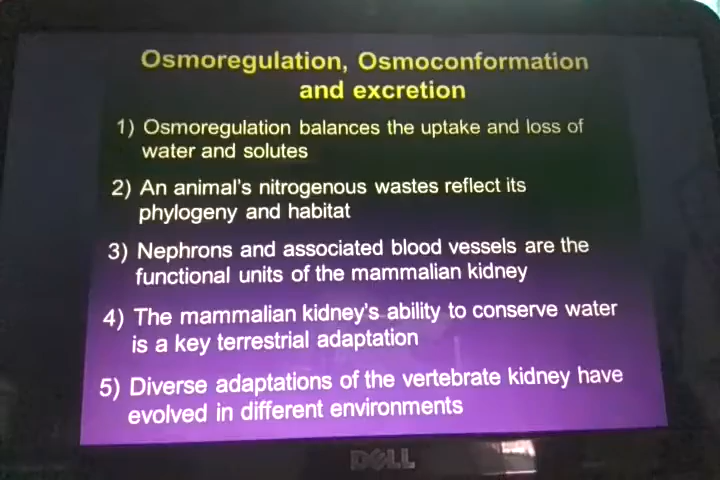 Osmoregulation, Osmoconformation
and excretion
1) Osmoregulation balances the uptake and loss of
water and solutes
2) An animal's nitrogenous wastes reflect its
phylogeny and habitat
3) Nephrons and associated blood vessels are the
functional units of the mammalian kidney
4) The mammalian kidney's ability to conserve water
is a key terrestrial adaptation
5) Diverse adaptations of the vertebrate kidney have
evolved in different environments
DELL